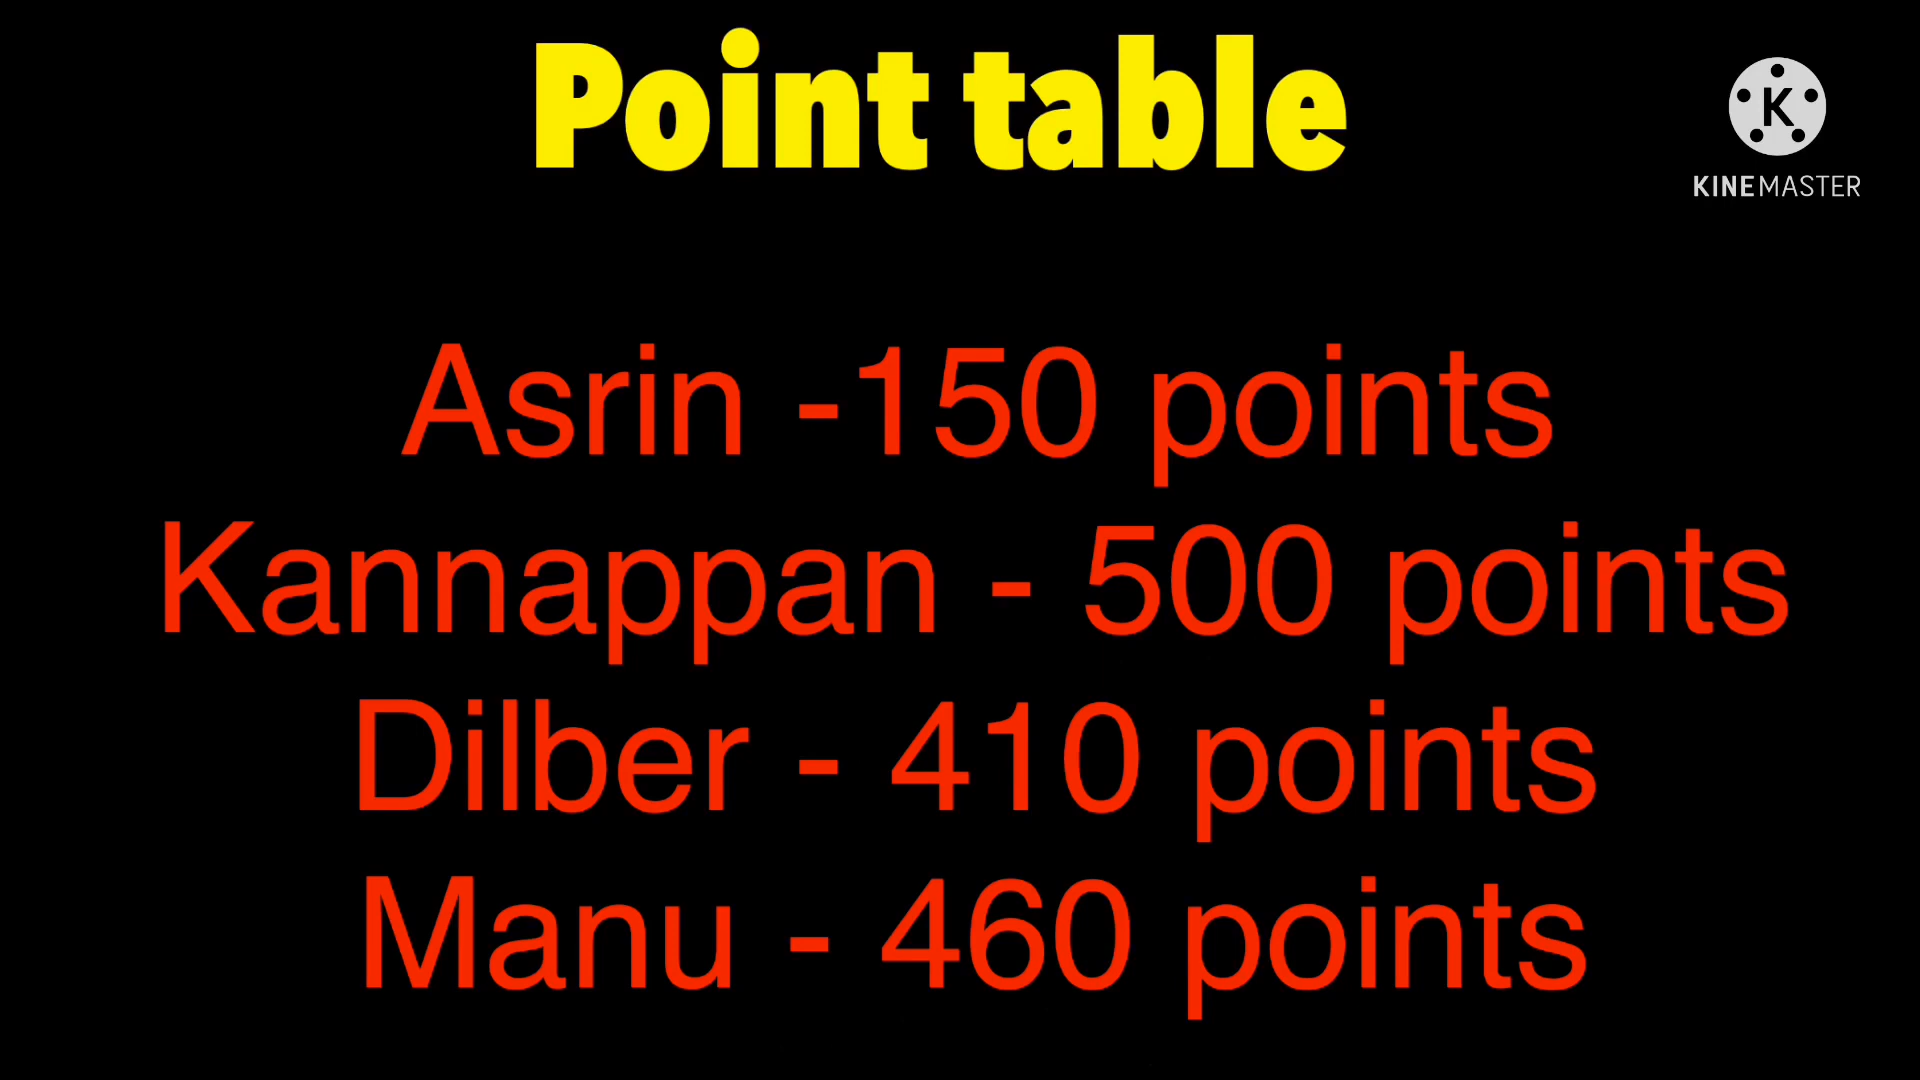 Point table
K
KINEMASTER
Asrin -150 points
Kannappan - 500 points
Dilber - 410 points
Manu - 460 points